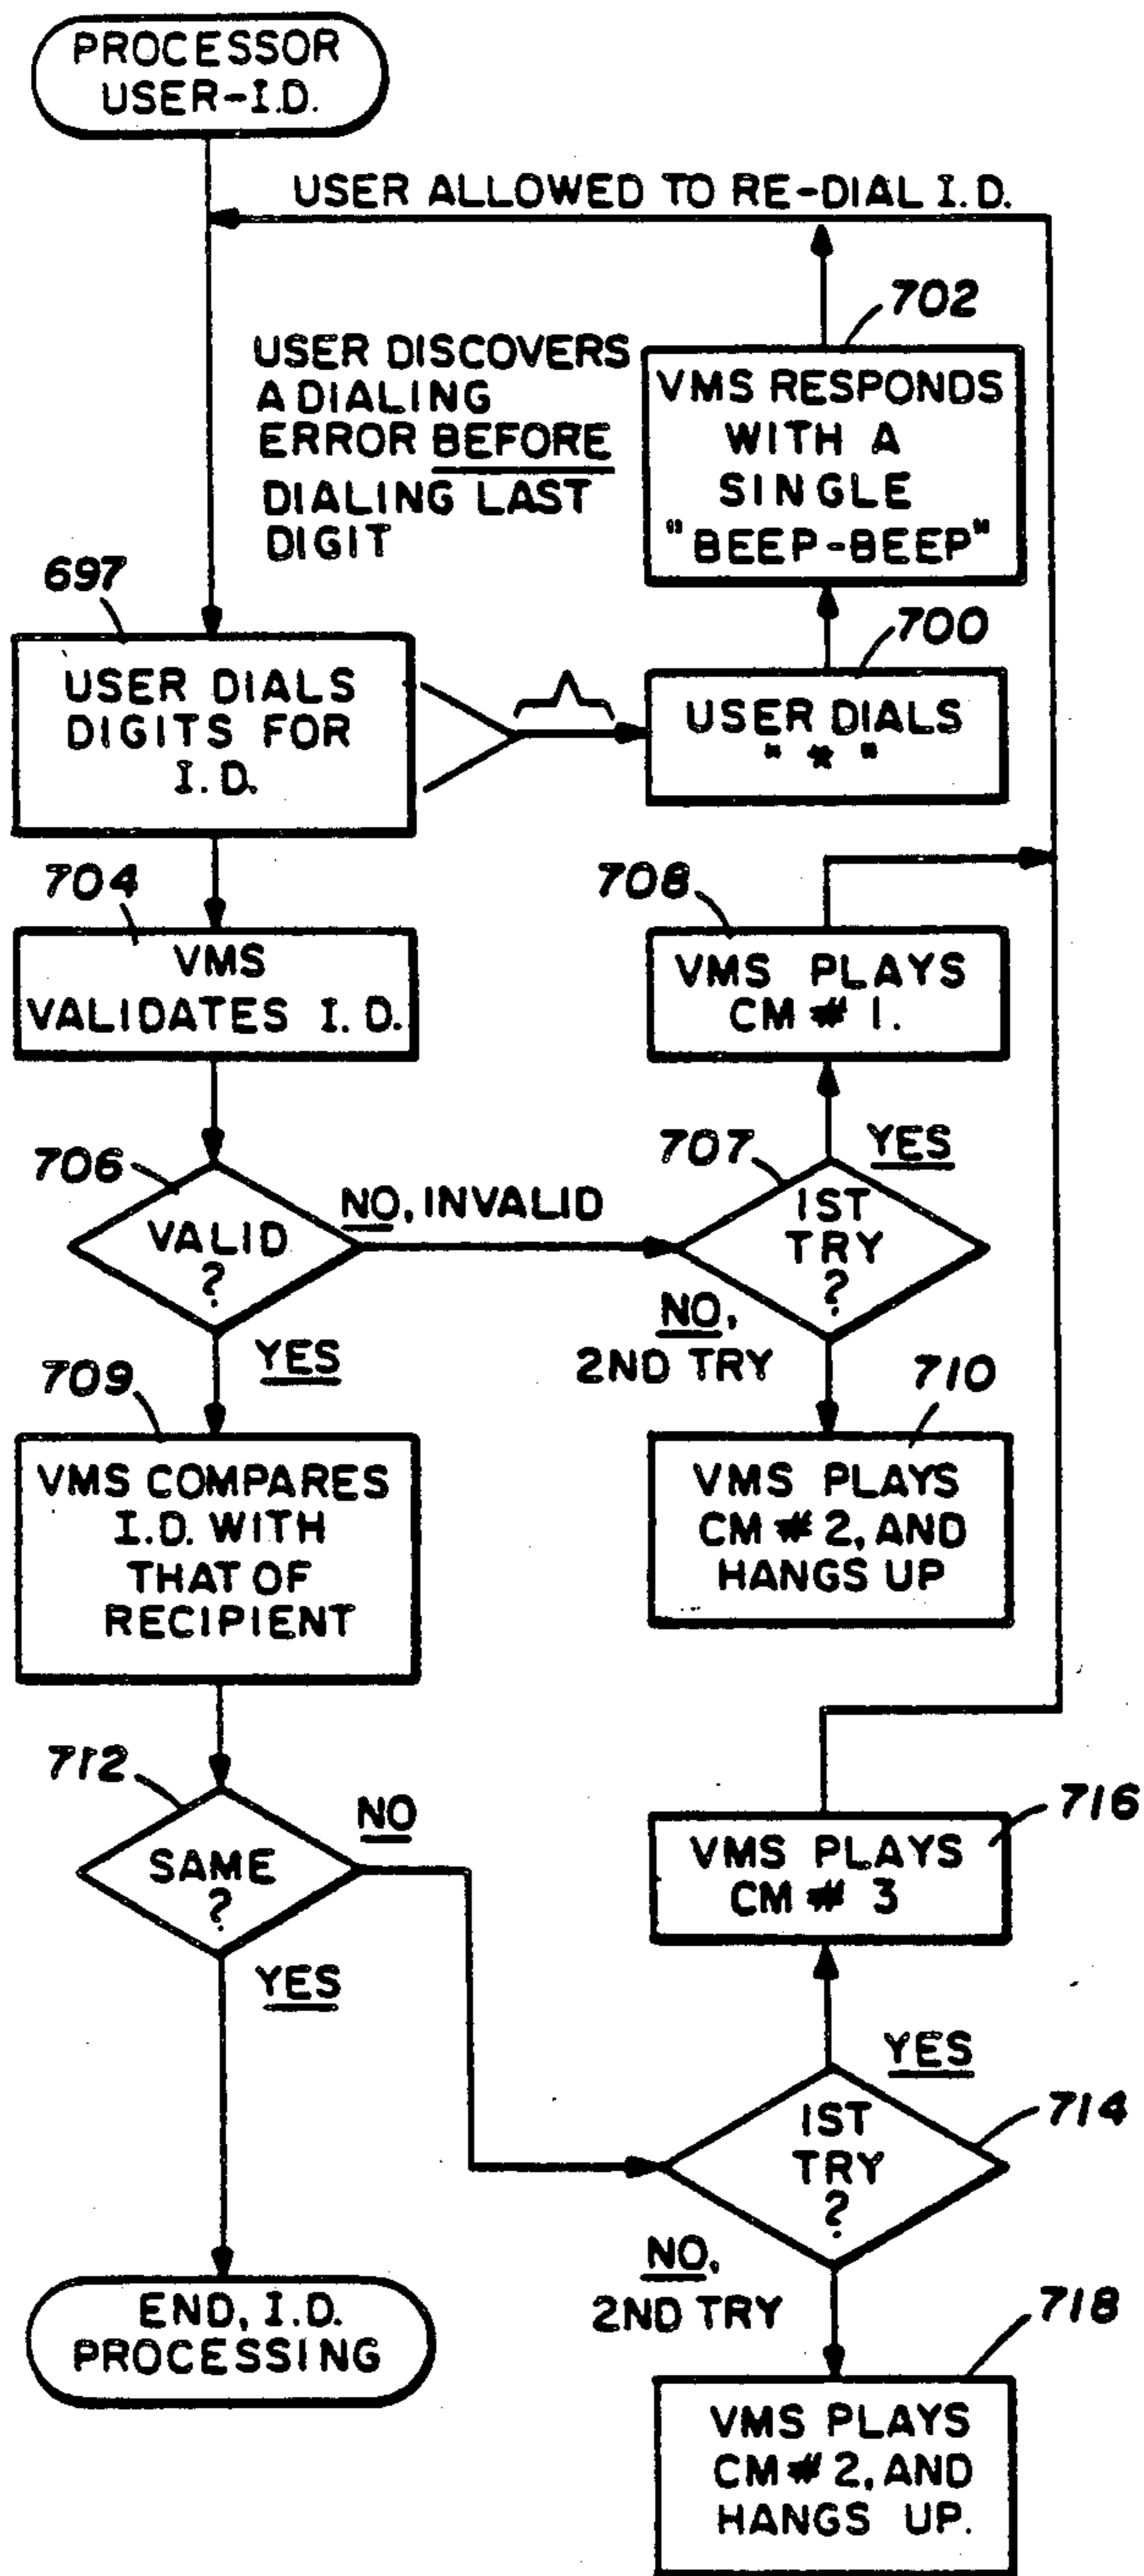 PROCESSOR
USER-I.D.
USER ALLOWED TO RE-DIAL I.D.
702
USER DISCOVERS
A DIALING
ERROR BEFORE
DIALING LAST
DIGIT
VMS RESPONDS
WITH A
SINGLE
"BEEP-BEEP"
697
USER DIALS
DIGITS FOR
I.D.
700
USER DIALS
"*"
704
VMS
VALIDATES I.D.
708
VMS PLAYS
CM # 1.
706
VALID
?
NO, INVALID
707
1ST
TRY
?
YES
NO,
2ND TRY
YES
709
VMS COMPARES
I.D. WITH
THAT OF
RECIPIENT
710
VMS PLAYS
CM # 2, AND
HANGS UP
712
SAME
?
NO
YES
716
VMS PLAYS
CM # 3
YES
714
1ST
TRY
?
NO,
2ND TRY
END, I.D.
PROCESSING
718
VMS PLAYS
CM # 2, AND
HANGS UP.